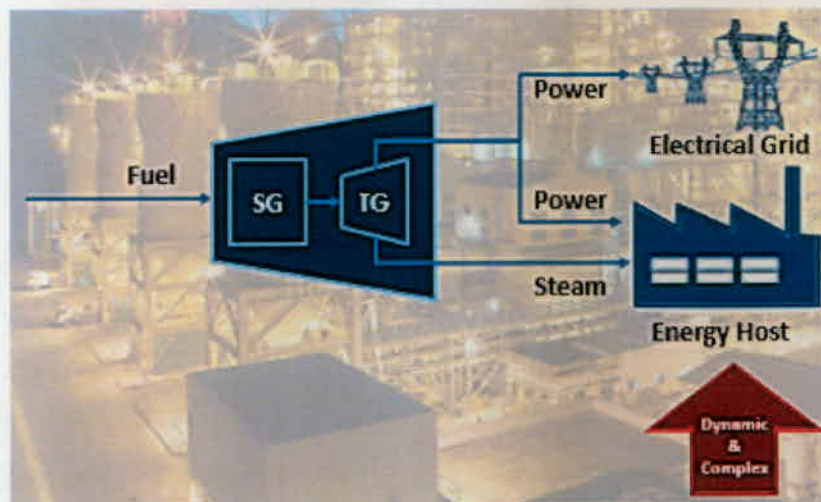 Fuel
SG
TG
Power
Electrical Grid
Power
Steam
Energy Host
Dynamic
&
Complex